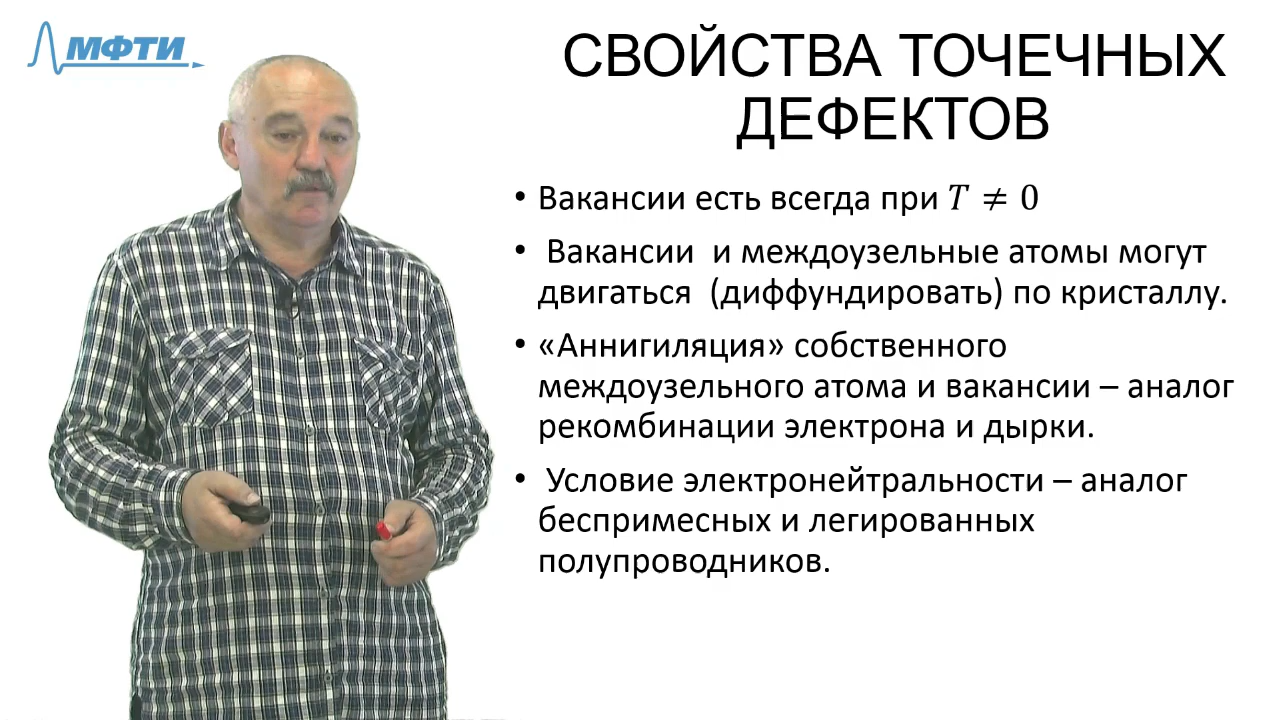 МФТИ
СВОЙСТВА ТОЧЕЧНЫХ
ДЕФЕКТОВ
• Вакансии есть всегда при T ≠ 0
• Вакансии и междоузельные атомы могут
двигаться (диффундировать) по кристаллу.
• «Аннигиляция» собственного
междоузельного атома и вакансии – аналог
рекомбинации электрона и дырки.
• Условие электронейтральности – аналог
беспримесных и легированных
полупроводников.